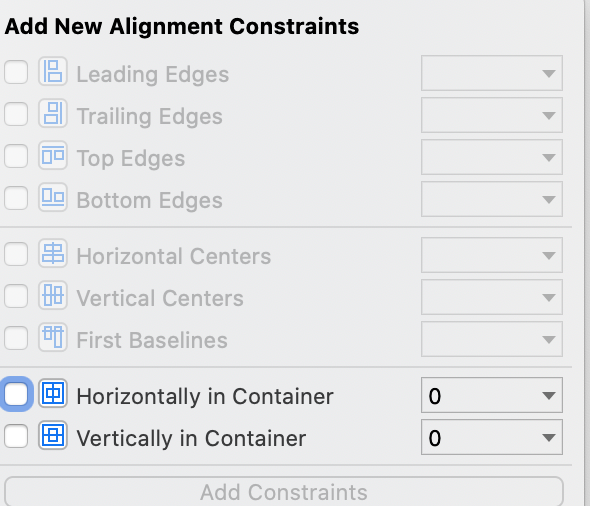 Add New Alignment Constraints
Leading Edges
Trailing Edges
Top Edges
Bottom Edges
Horizontal Centers
Vertical Centers
First Baselines
Horizontally in Container 0
Vertically in Container 0
Add Constraints